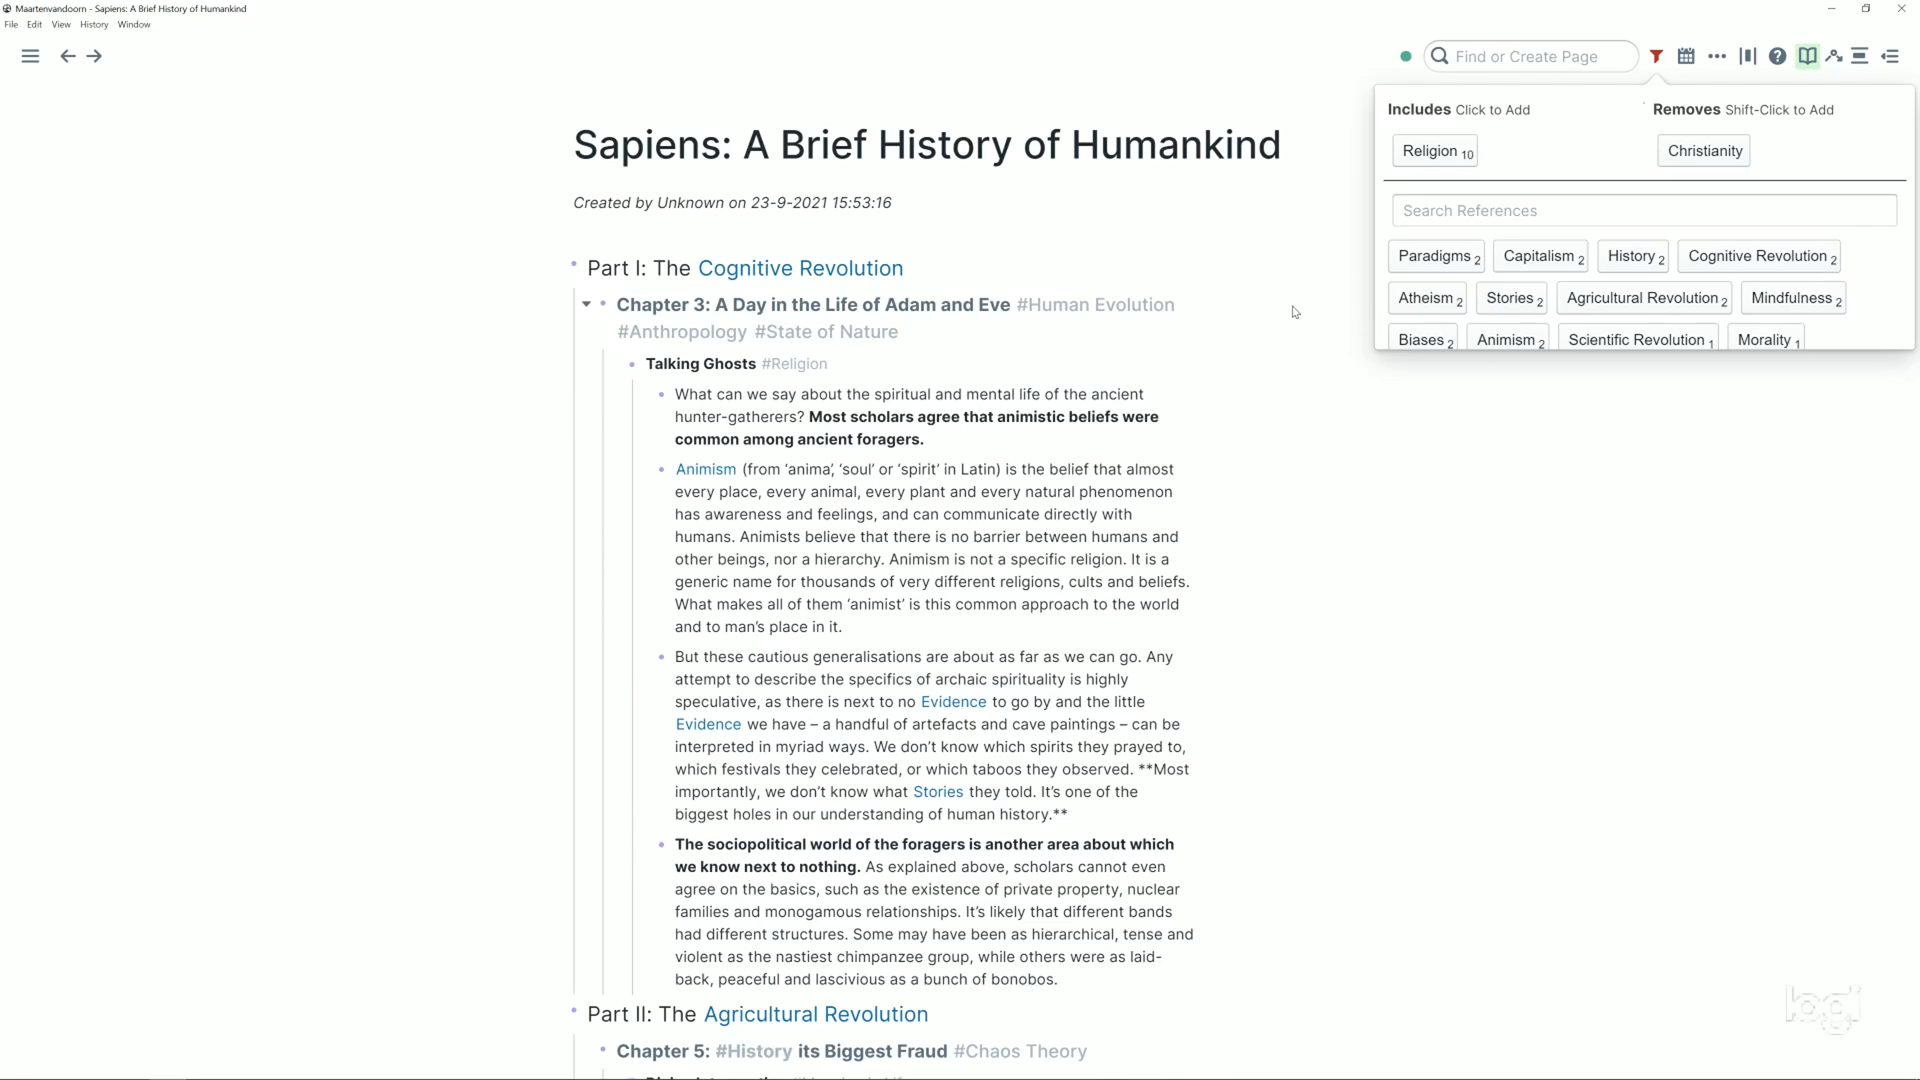 Maartenvandoorn - Sapiens: A Brief History of Humankind
File Edit View History Window
Find or Create Page
Includes Click to Add
Removes Shift-Click to Add
Religion 10
Christianity
Search References
Paradigms 2 Capitalism 2 History 2 Cognitive Revolution 2
Atheism 2 Stories 2 Agricultural Revolution 2 Mindfulness 2
Biases 2 Animism 2 Scientific Revolution 1 Morality 1
Sapiens: A Brief History of Humankind
Created by Unknown on 23-9-2021 15:53:16
Part I: The Cognitive Revolution
Chapter 3: A Day in the Life of Adam and Eve #Human Evolution
#Anthropology #State of Nature
Talking Ghosts #Religion
What can we say about the spiritual and mental life of the ancient
hunter-gatherers? Most scholars agree that animistic beliefs were
common among ancient foragers.
Animism (from ‘anima’, ‘soul’ or ‘spirit’ in Latin) is the belief that almost
every place, every animal, every plant and every natural phenomenon
has awareness and feelings, and can communicate directly with
humans. Animists believe that there is no barrier between humans and
other beings, nor a hierarchy. Animism is not a specific religion. It is a
generic name for thousands of very different religions, cults and beliefs.
What makes all of them ‘animist’ is this common approach to the world
and to man’s place in it.
But these cautious generalisations are about as far as we can go. Any
attempt to describe the specifics of archaic spirituality is highly
speculative, as there is next to no Evidence to go by and the little
Evidence we have – a handful of artefacts and cave paintings – can be
interpreted in myriad ways. We don’t know which spirits they prayed to,
which festivals they celebrated, or which taboos they observed. **Most
importantly, we don’t know what Stories they told. It’s one of the
biggest holes in our understanding of human history.**
The sociopolitical world of the foragers is another area about which
we know next to nothing. As explained above, scholars cannot even
agree on the basics, such as the existence of private property, nuclear
families and monogamous relationships. It’s likely that different bands
had different structures. Some may have been as hierarchical, tense and
violent as the nastiest chimpanzee group, while others were as laid-
back, peaceful and lascivious as a bunch of bonobos.
Part II: The Agricultural Revolution
Chapter 5: #History its Biggest Fraud #Chaos Theory
logi